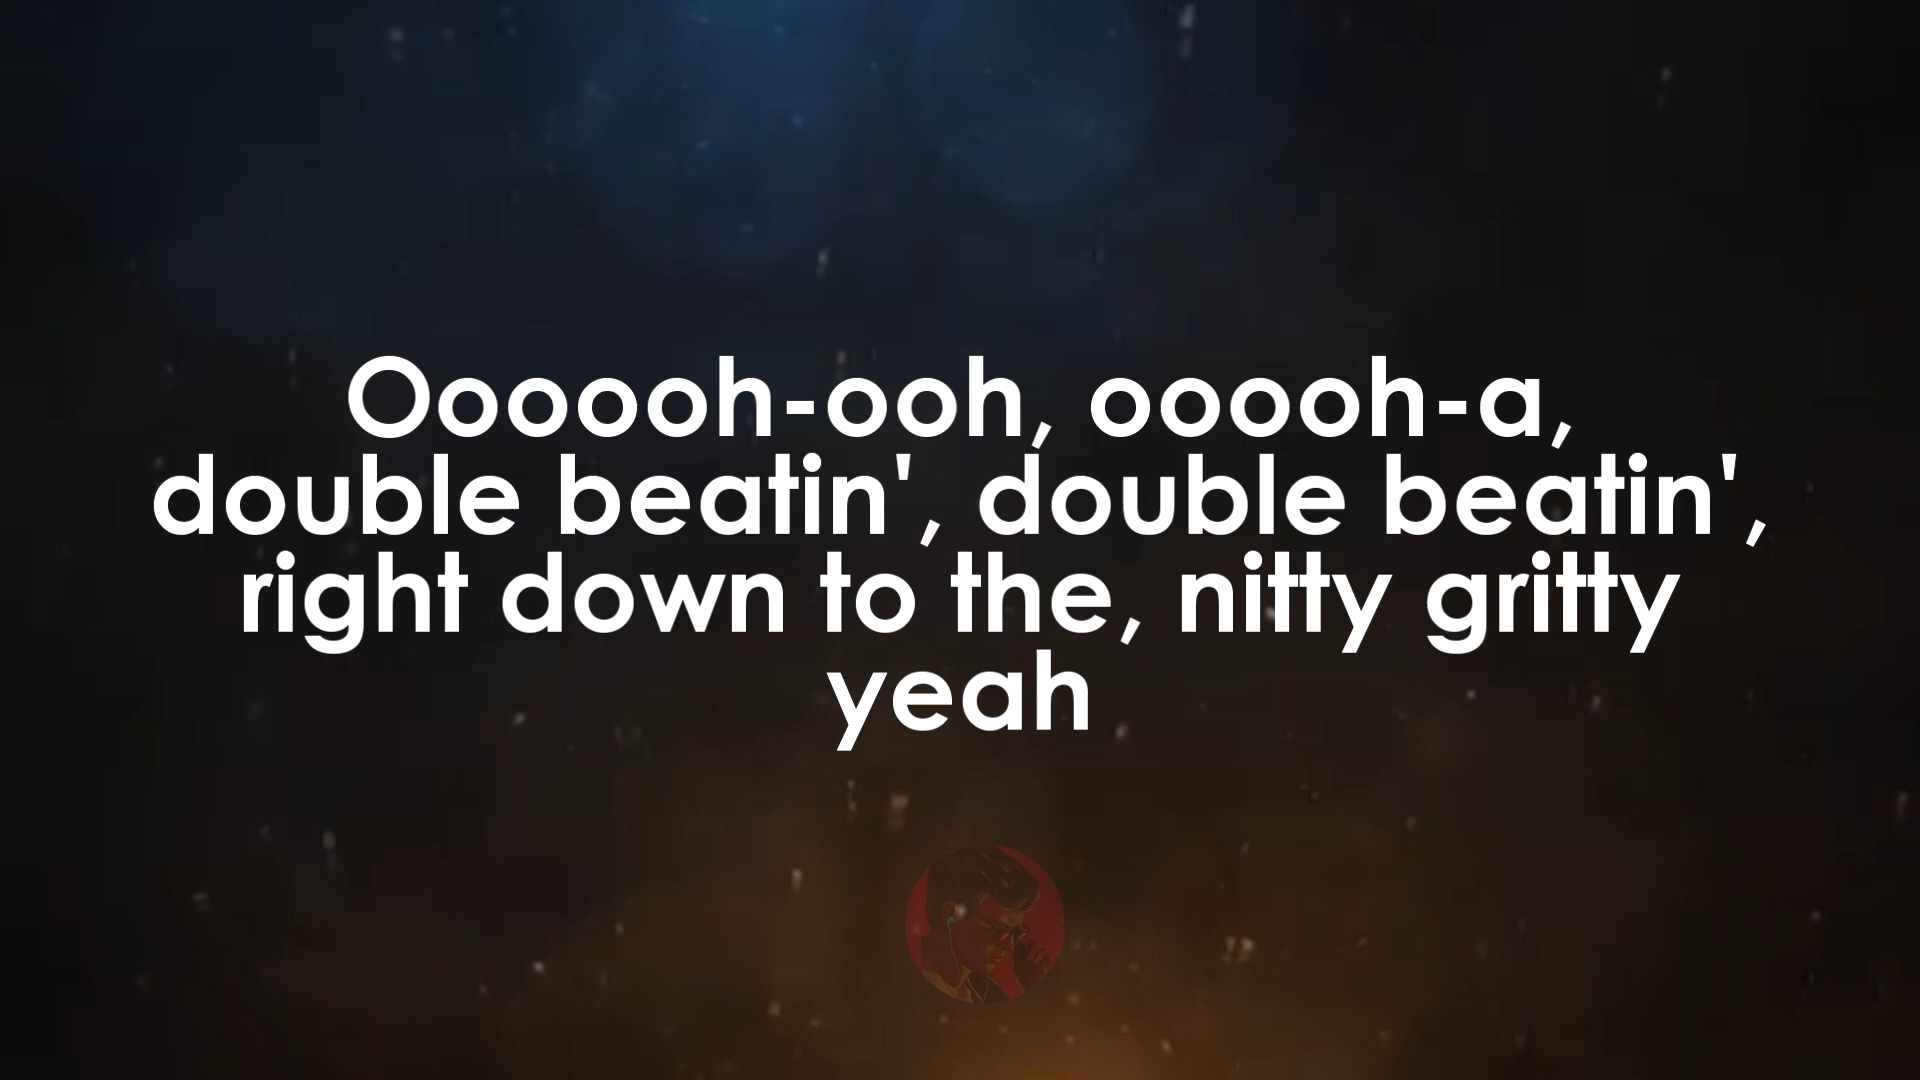 Oooooh-ooh, ooooh-a,
double beatin', double beatin',
right down to the, nitty gritty
yeah